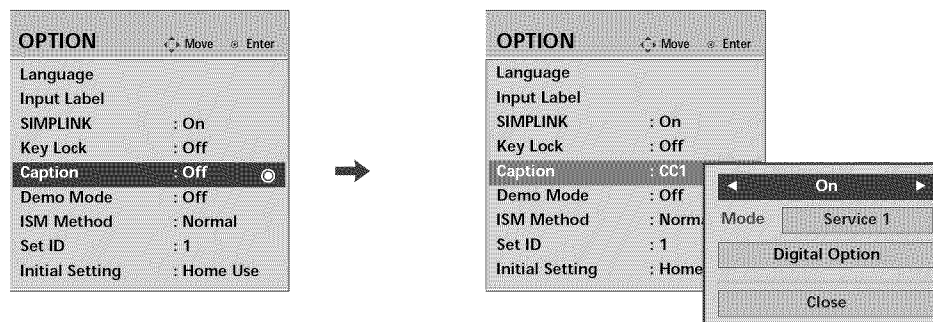 OPTION Move Enter
Language
Input Label
SIMPLINK : On
Key Lock : Off
Caption : Off
Demo Mode : Off
ISM Method : Normal
Set ID : 1
Initial Setting : Home Use
OPTION Move Enter
Language
Input Label
SIMPLINK : On
Key Lock : Off
Caption : CC1
Demo Mode : Off
ISM Method : Norm
Set ID : 1
Initial Setting : Home
On
Mode Service 1
Digital Option
Close